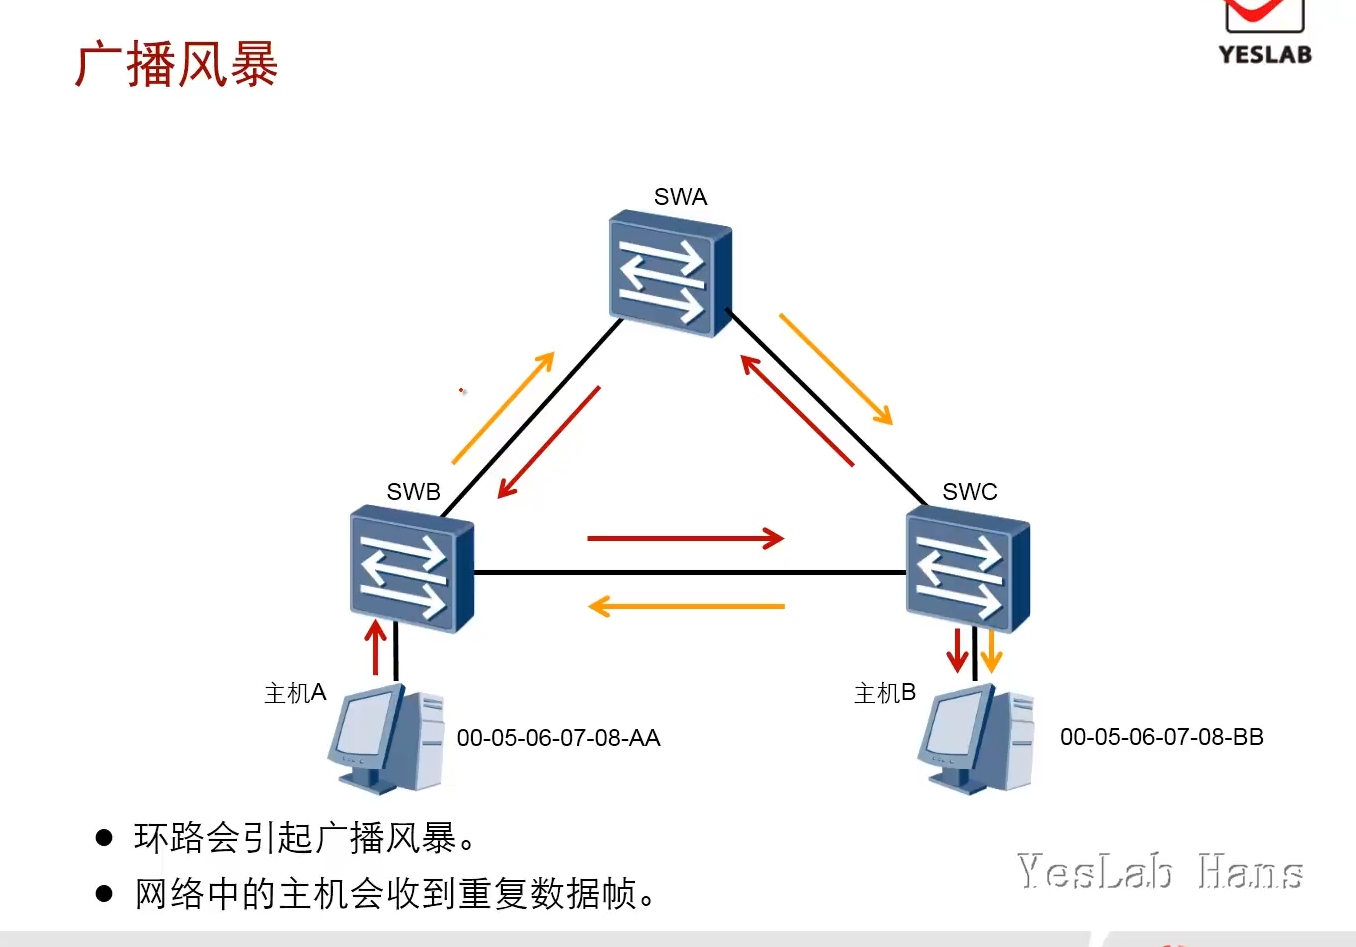 广播风暴
YESLAB
SWA
SWB
SWC
主机A
00-05-06-07-08-AA
主机B
00-05-06-07-08-BB
● 环路会引起广播风暴。
● 网络中的主机会收到重复数据帧。
YesLab Hans